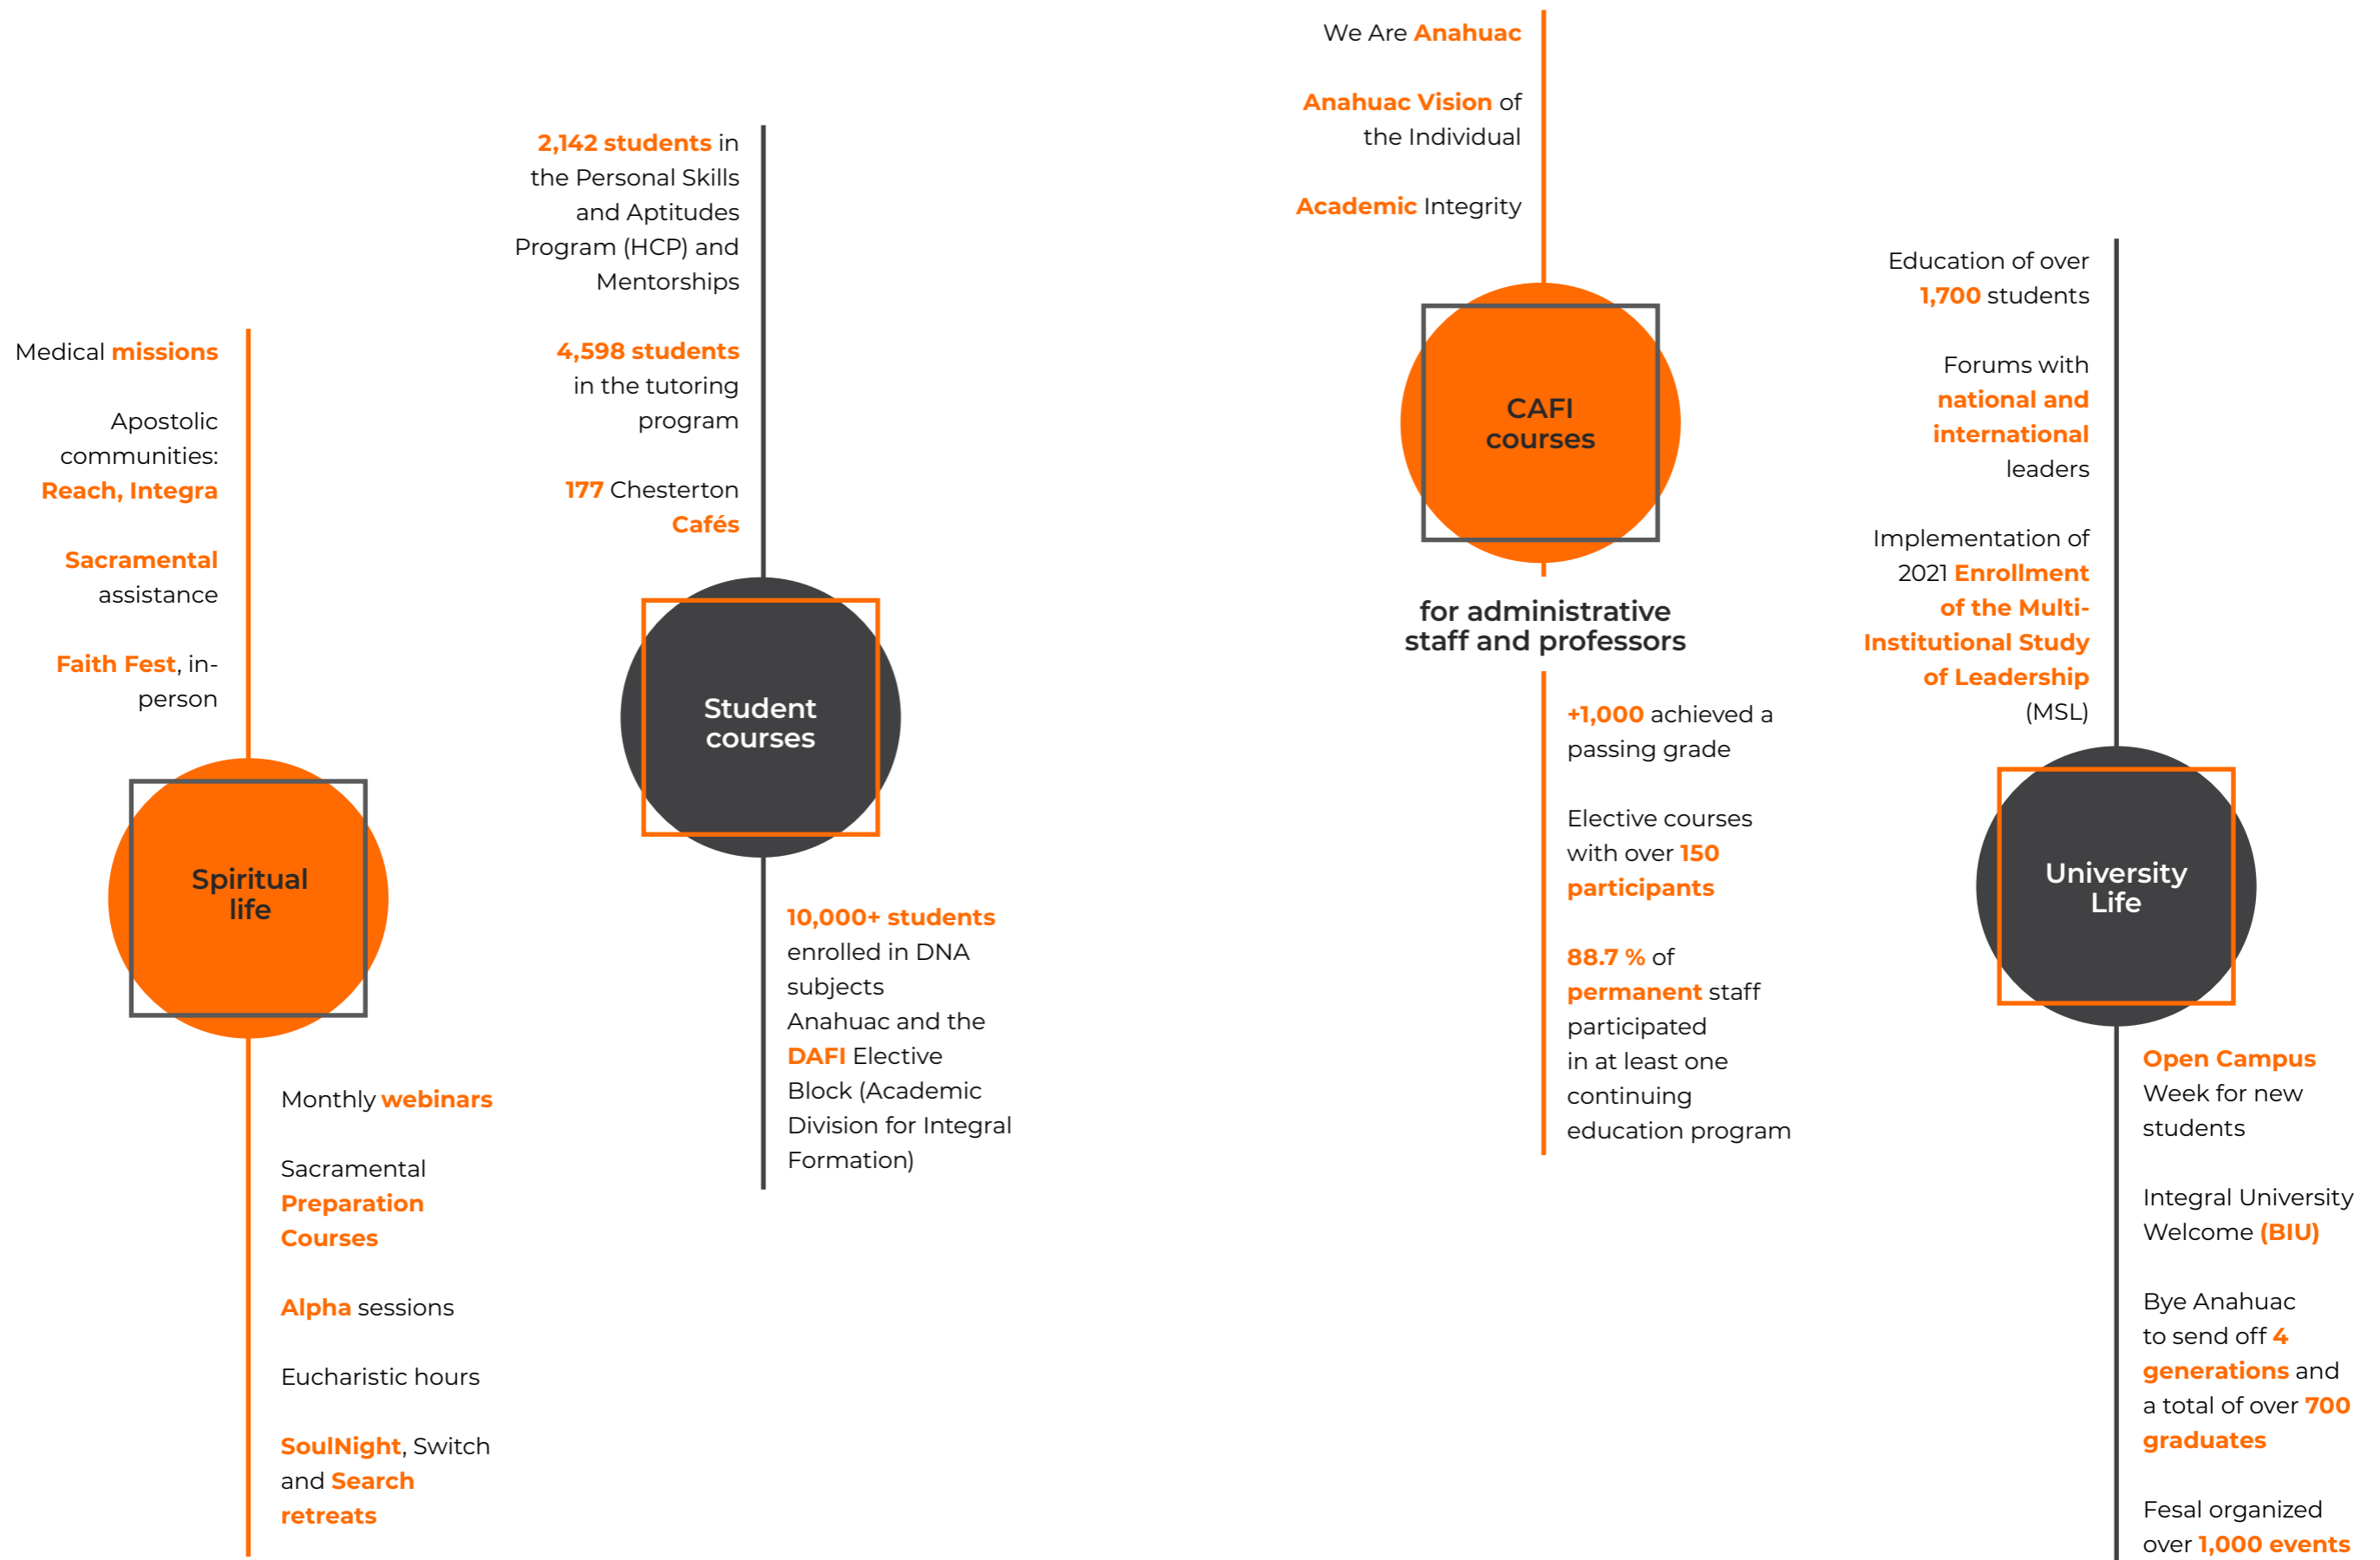 Medical missions
Apostolic
communities:
Reach, Integra
Sacramental
assistance
Faith Fest, in-
person
Spiritual
life
Monthly webinars
Sacramental
Preparation
Courses
Alpha sessions
Eucharistic hours
SoulNight, Switch
and Search
retreats
2,142 students in
the Personal Skills
and Aptitudes
Program (HCP) and
Mentorships
4,598 students
in the tutoring
program
177 Chesterton
Cafés
Student
courses
10,000+ students
enrolled in DNA
subjects
Anahuac and the
DAFI Elective
Block (Academic
Division for Integral
Formation)
We Are Anahuac
Anahuac Vision of
the Individual
Academic Integrity
CAFI
courses
for administrative
staff and professors
+1,000 achieved a
passing grade
Elective courses
with over 150
participants
88.7 % of
permanent staff
participated
in at least one
continuing
education program
Education of over
1,700 students
Forums with
national and
international
leaders
Implementation of
2021 Enrollment
of the Multi-
Institutional Study
of Leadership
(MSL)
University
Life
Open Campus
Week for new
students
Integral University
Welcome (BIU)
Bye Anahuac
to send off 4
generations and
a total of over 700
graduates
Fesal organized
over 1,000 events